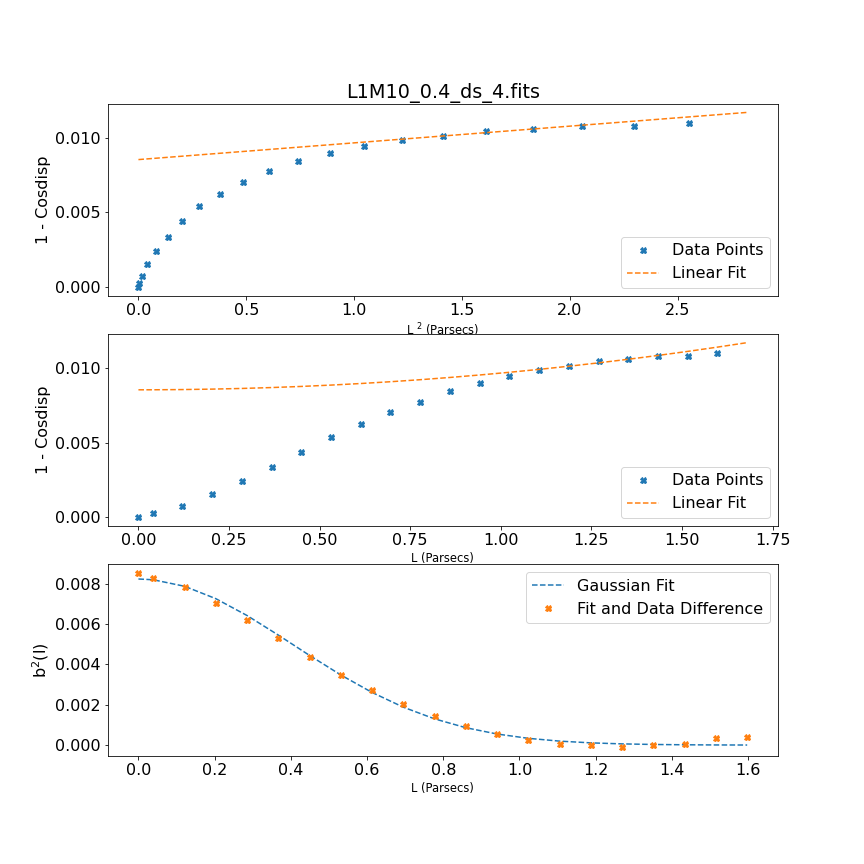 L1M10_0.4_ds_4.fits
1 - Cosdisp
0.010
0.005
0.000
Data Points
Linear Fit
0.0 0.5 1.0 1.5 2.0 2.5
L ² (Parsecs)
1 - Cosdisp
0.010
0.005
0.000
Data Points
Linear Fit
0.00 0.25 0.50 0.75 1.00 1.25 1.50 1.75
L (Parsecs)
b²(l)
0.008
0.006
0.004
0.002
0.000
Gaussian Fit
Fit and Data Difference
0.0 0.2 0.4 0.6 0.8 1.0 1.2 1.4 1.6
L (Parsecs)